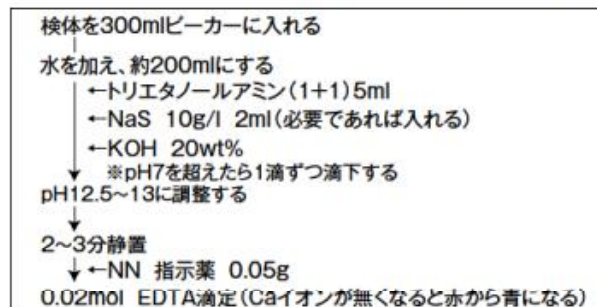 検体を300mlビーカーに入れる
水を加え、約200mlにする
←トリエタノールアミン(1+1)5ml
←NaS 10g/l 2ml(必要であれば入れる)
←KOH 20wt%
※pH7を超えたら1滴ずつ滴下する
pH12.5~13に調整する
2~3分静置
←NN 指示薬 0.05g
0.02mol EDTA滴定(Caイオンが無くなると赤から青になる)